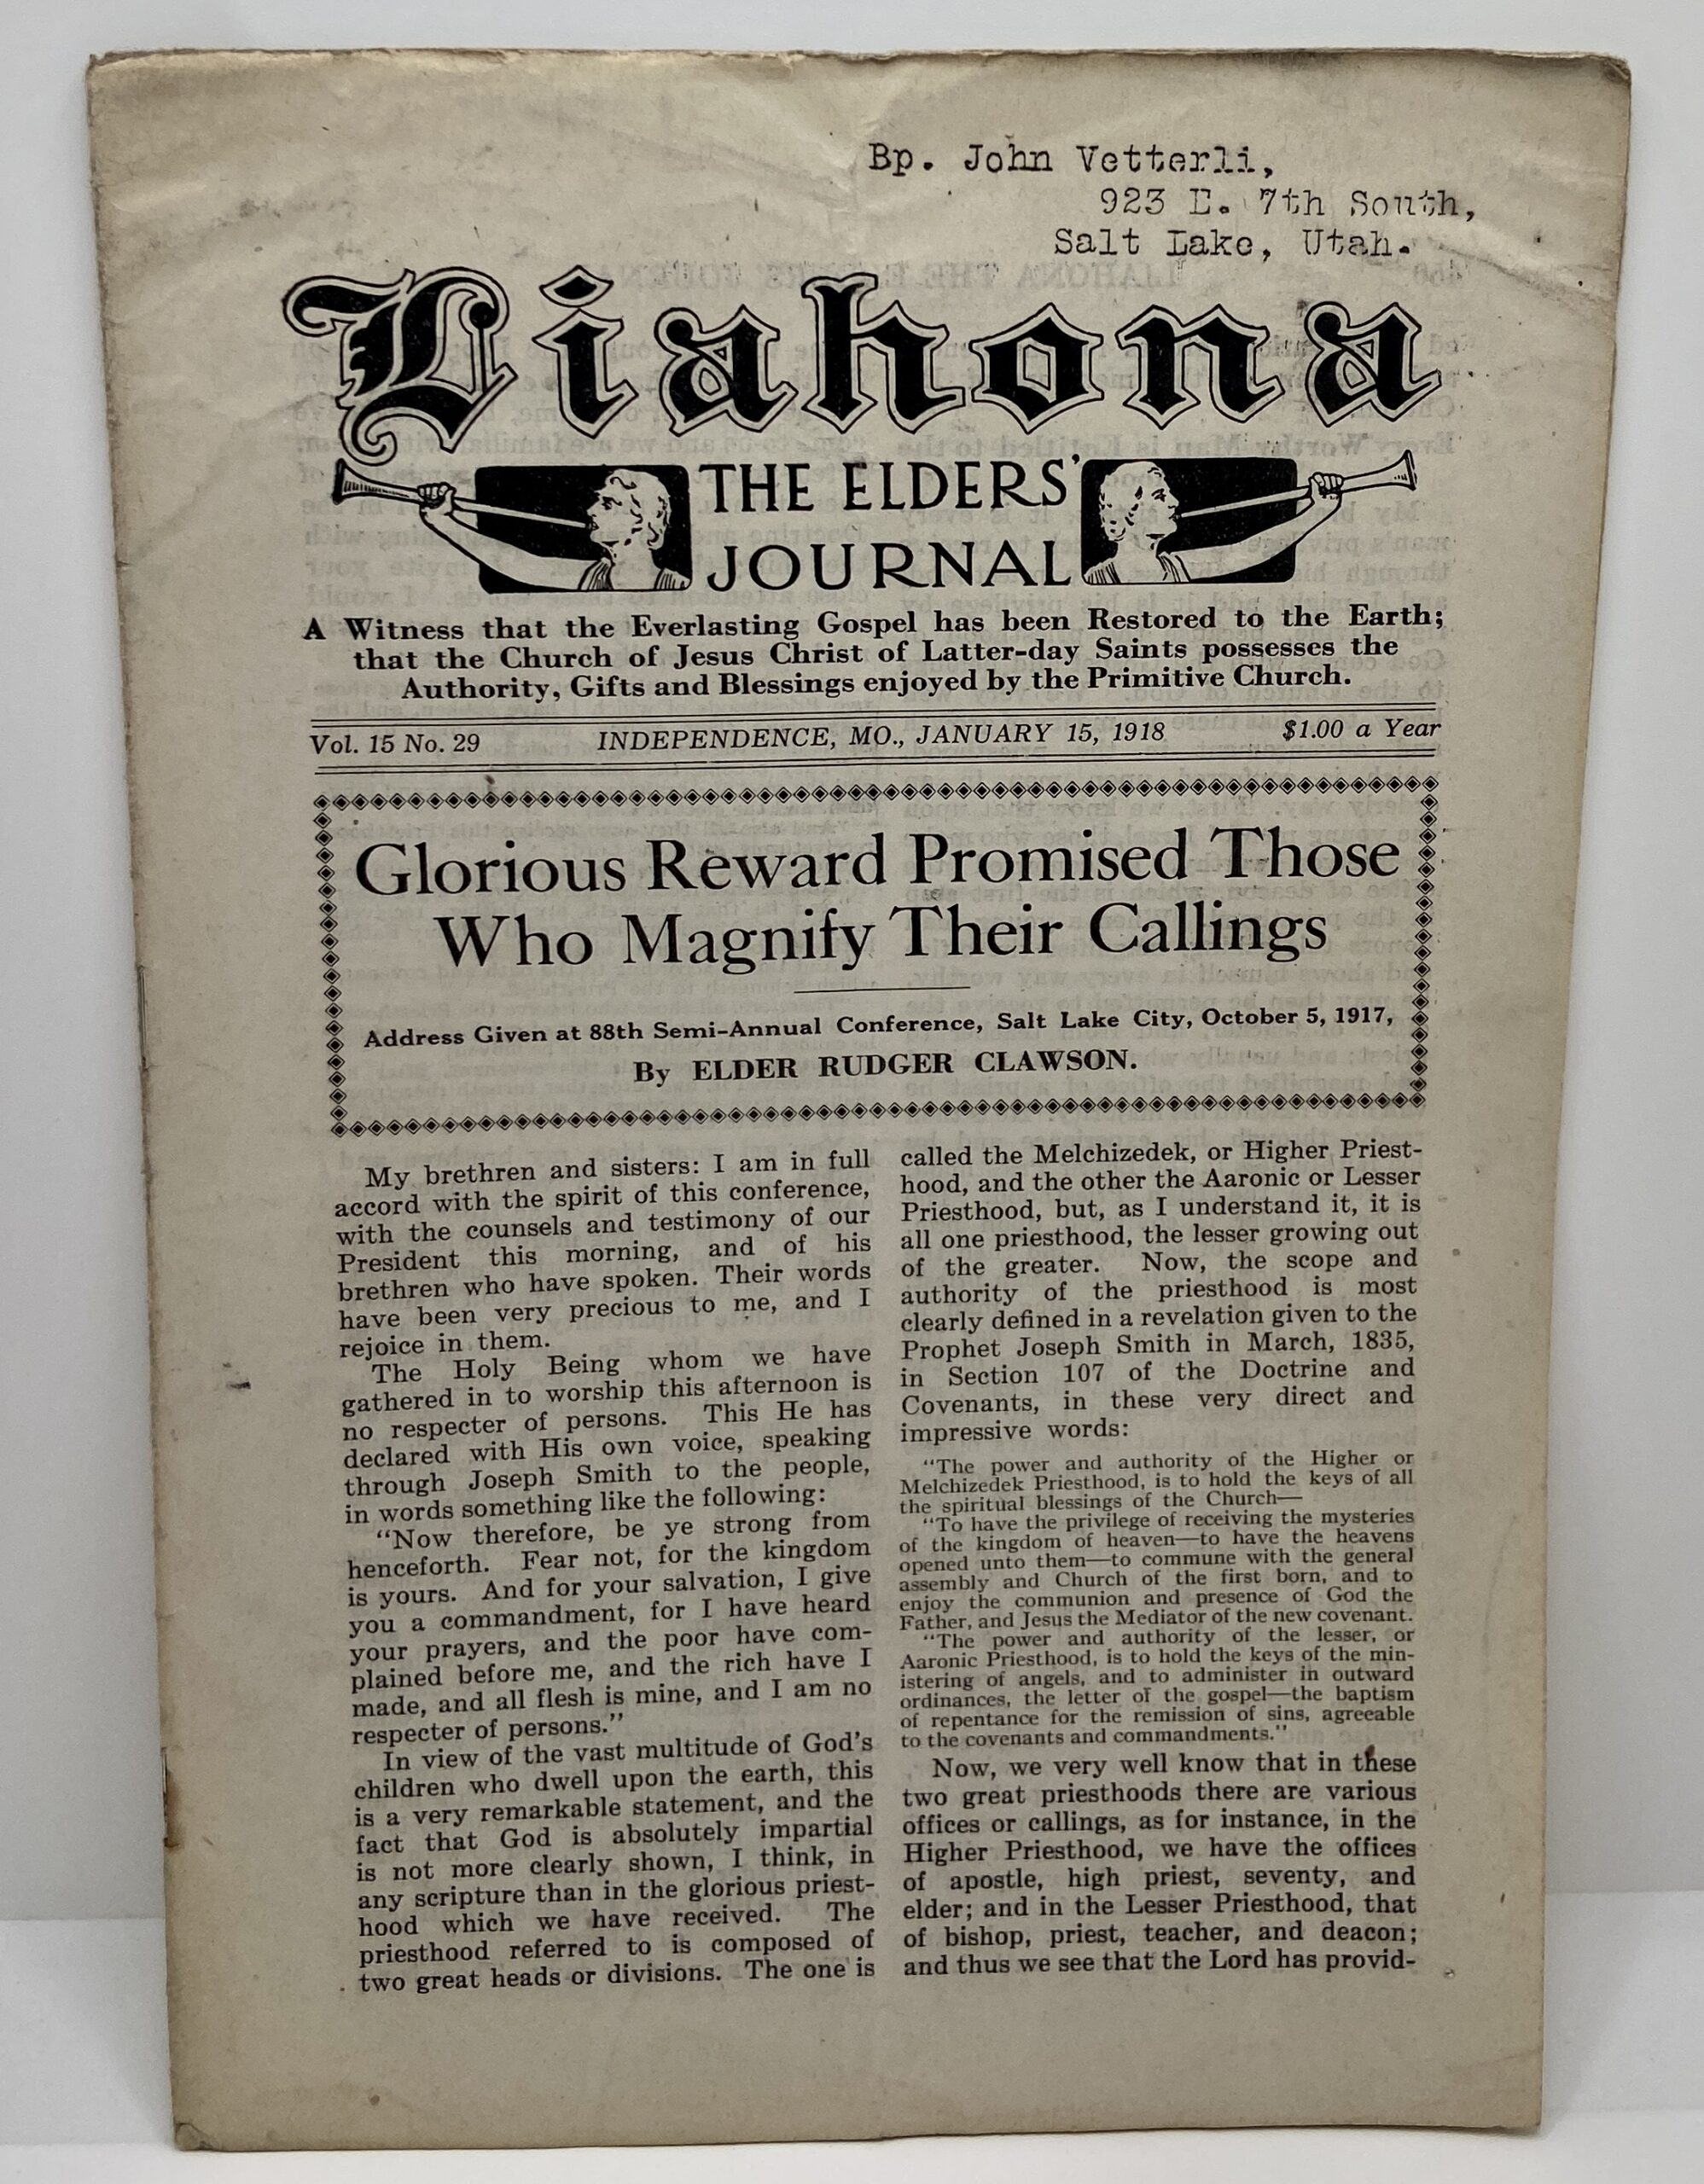 Bp. John Vetterli,
923 E. 7th South,
Salt Lake, Utah.
Liahona
THE ELDERS'
JOURNAL
A Witness that the Everlasting Gospel has been Restored to the Earth;
that the Church of Jesus Christ of Latter-day Saints possesses the
Authority, Gifts and Blessings enjoyed by the Primitive Church.
Vol. 15 No. 29 INDEPENDENCE, MO., JANUARY 15, 1918 $1.00 a Year
Glorious Reward Promised Those
Who Magnify Their Callings
Address Given at 88th Semi-Annual Conference, Salt Lake City, October 5, 1917,
By ELDER RUDGER CLAWSON.
My brethren and sisters: I am in full
accord with the spirit of this conference,
with the counsels and testimony of our
President this morning, and of his
brethren who have spoken. Their words
have been very precious to me, and I
rejoice in them.
The Holy Being whom we have
gathered in to worship this afternoon is
no respecter of persons. This He has
declared with His own voice, speaking
through Joseph Smith to the people,
in words something like the following:
"Now therefore, be ye strong from
henceforth. Fear not, for the kingdom
is yours. And for your salvation, I give
you a commandment, for I have heard
your prayers, and the poor have com-
plained before me, and the rich have I
made, and all flesh is mine, and I am no
respecter of persons."
In view of the vast multitude of God's
children who dwell upon the earth, this
is a very remarkable statement, and the
fact that God is absolutely impartial
is not more clearly shown, I think, in
any scripture than in the glorious priest-
hood which we have received. The
priesthood referred to is composed of
two great heads or divisions. The one is
called the Melchizedek, or Higher Priest-
hood, and the other the Aaronic or Lesser
Priesthood, but, as I understand it, it is
all one priesthood, the lesser growing out
of the greater. Now, the scope and
authority of the priesthood is most
clearly defined in a revelation given to the
Prophet Joseph Smith in March, 1835,
in Section 107 of the Doctrine and
Covenants, in these very direct and
impressive words:
"The power and authority of the Higher or
Melchizedek Priesthood, is to hold the keys of all
the spiritual blessings of the Church—
"To have the privilege of receiving the mysteries
of the kingdom of heaven—to have the heavens
opened unto them—to commune with the general
assembly and Church of the first born, and to
enjoy the communion and presence of God the
Father, and Jesus the Mediator of the new covenant.
"The power and authority of the lesser, or
Aaronic Priesthood, is to hold the keys of the min-
istering of angels, and to administer in outward
ordinances, the letter of the gospel—the baptism
of repentance for the remission of sins, agreeable
to the covenants and commandments."
Now, we very well know that in these
two great priesthoods there are various
offices or callings, as for instance, in the
Higher Priesthood, we have the offices
of apostle, high priest, seventy, and
elder; and in the Lesser Priesthood, that
of bishop, priest, teacher, and deacon;
and thus we see that the Lord has provid-